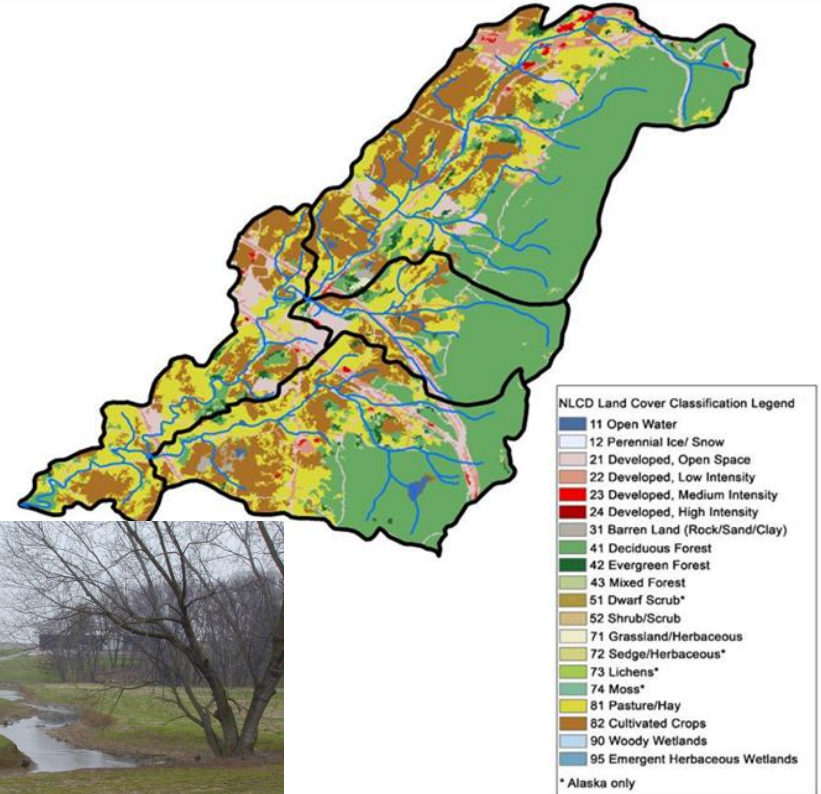 NLCD Land Cover Classification Legend
11 Open Water
12 Perennial Ice/ Snow
21 Developed, Open Space
22 Developed, Low Intensity
23 Developed, Medium Intensity
24 Developed, High Intensity
31 Barren Land (Rock/Sand/Clay)
41 Deciduous Forest
42 Evergreen Forest
43 Mixed Forest
51 Dwarf Scrub*
52 Shrub/Scrub
71 Grassland/Herbaceous
72 Sedge/Herbaceous*
73 Lichens*
74 Moss*
81 Pasture/Hay
82 Cultivated Crops
90 Woody Wetlands
95 Emergent Herbaceous Wetlands
* Alaska only